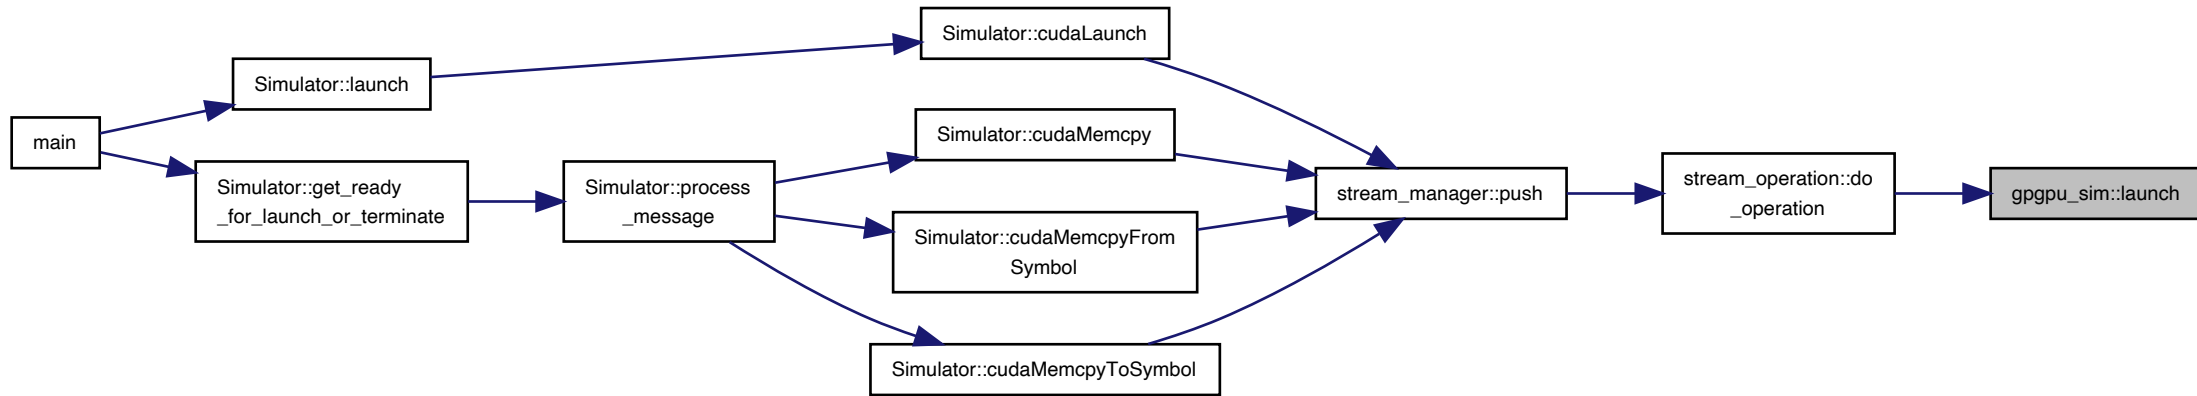 main
Simulator::launch
Simulator::get_ready
_for_launch_or_terminate
Simulator::process
_message
Simulator::cudaLaunch
Simulator::cudaMemcpy
Simulator::cudaMemcpyFrom
Symbol
Simulator::cudaMemcpyToSymbol
stream_manager::push
stream_operation::do
_operation
gpgpu_sim::launch